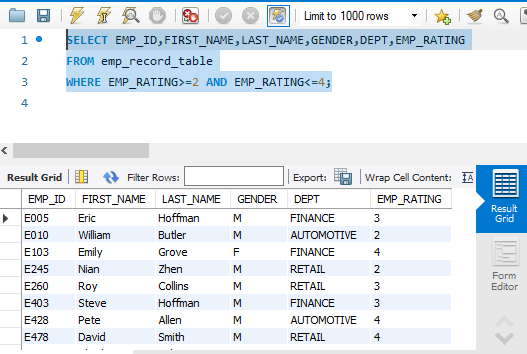 Limit to 1000 rows
1 SELECT EMP_ID,FIRST_NAME,LAST_NAME,GENDER,DEPT,EMP_RATING
2 FROM emp_record_table
3 WHERE EMP_RATING>=2 AND EMP_RATING<=4;
4
Result Grid Filter Rows: Export: Wrap Cell Content: IA
EMP_ID FIRST_NAME LAST_NAME GENDER DEPT EMP_RATING
E005 Eric Hoffman M FINANCE 3
E010 William Butler M AUTOMOTIVE 2
E103 Emily Grove F FINANCE 4
E245 Nian Zhen M RETAIL 2
E260 Roy Collins M RETAIL 3
E403 Steve Hoffman M FINANCE 3
E428 Pete Allen M AUTOMOTIVE 4
E478 David Smith M RETAIL 4
Result
Grid
Form
Editor